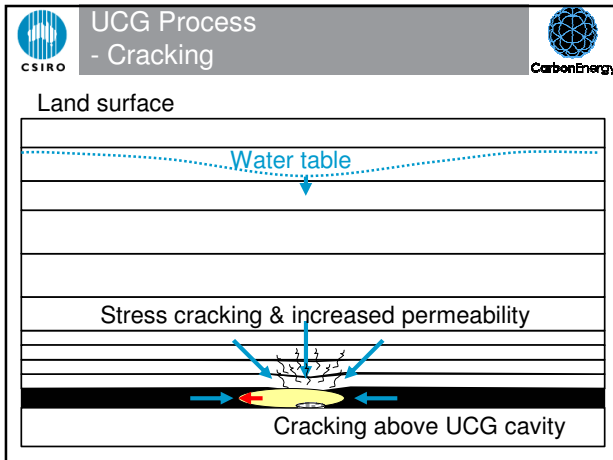 UCG Process
- Cracking
CSIRO
CarbonEnergy
Land surface
Water table
Stress cracking & increased permeability
Cracking above UCG cavity